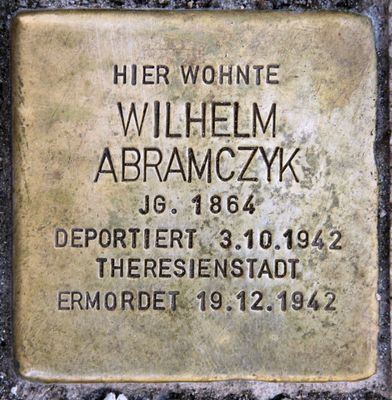 HIER WOHNTE
WILHELM
ABRAMCZYK
JG. 1864
DEPORTIERT 3.10.1942
THERESIENSTADT
ERMORDET 19.12.1942